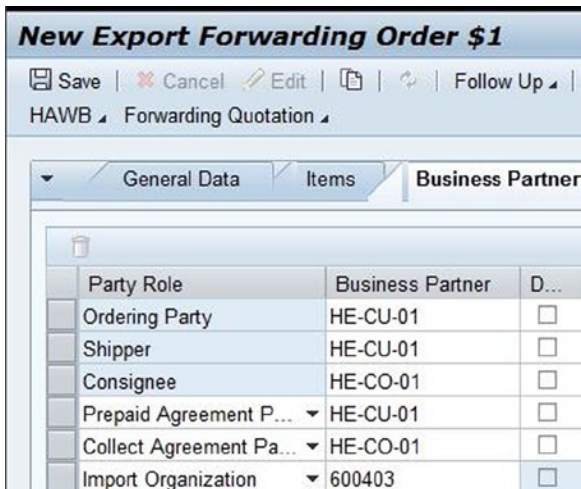 New Export Forwarding Order $1
Save | Cancel Edit | | | Follow Up |
HAWB Forwarding Quotation
General Data Items Business Partner
Party Role Business Partner D...
Ordering Party HE-CU-01
Shipper HE-CU-01
Consignee HE-CO-01
Prepaid Agreement P... HE-CU-01
Collect Agreement Pa... HE-CO-01
Import Organization 600403